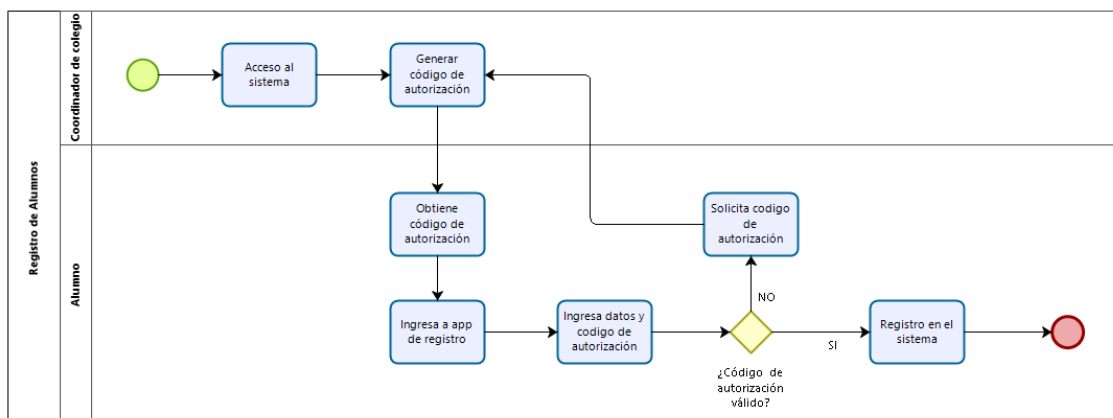 Registro de Alumnos
Coordinador de colegio
Acceso al
sistema
Generar
código de
autorización
Alumno
Obtiene
código de
autorización
Solicita codigo
de
autorización
NO
Ingresa a app
de registro
Ingresa datos y
codigo de
autorización
SI
Registro en el
sistema
¿Código de
autorización
válido?